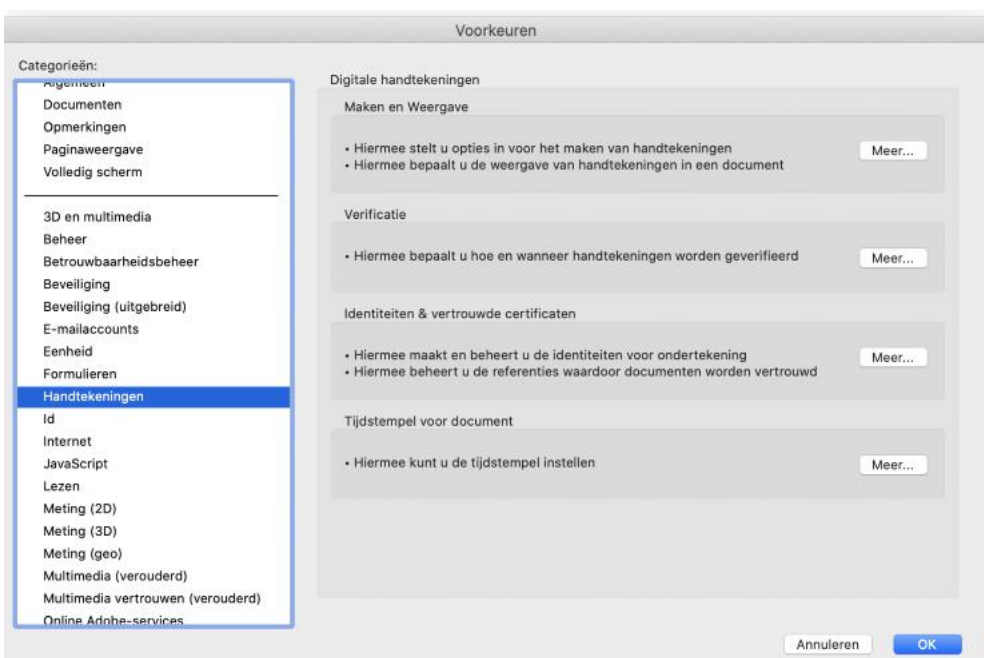 Voorkeuren
Categorieën:
Algemeen
Documenten
Opmerkingen
Paginaweergave
Volledig scherm
3D en multimedia
Beheer
Betrouwbaarheidsbeheer
Beveiliging
Beveiliging (uitgebreid)
E-mailaccounts
Eenheid
Formulieren
Handtekeningen
Id
Internet
JavaScript
Lezen
Meting (2D)
Meting (3D)
Meting (geo)
Multimedia (verouderd)
Multimedia vertrouwen (verouderd)
Online Adobe-services
Digitale handtekeningen
Maken en Weergave
• Hiermee stelt u opties in voor het maken van handtekeningen
• Hiermee bepaalt u de weergave van handtekeningen in een document
Meer...
Verificatie
• Hiermee bepaalt u hoe en wanneer handtekeningen worden geverifieerd
Meer...
Identiteiten & vertrouwde certificaten
• Hiermee maakt en beheert u de identiteiten voor ondertekening
• Hiermee beheert u de referenties waardoor documenten worden vertrouwd
Meer...
Tijdstempel voor document
• Hiermee kunt u de tijdstempel instellen
Meer...
Annuleren
OK